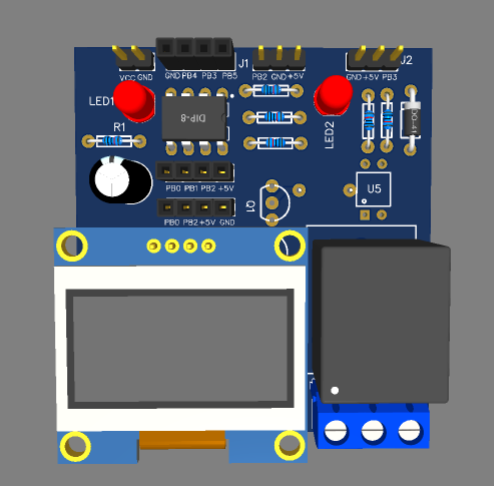 J1
J2
VCC GND
GND PB4 PB3 PB5
PB2 GND +5V
GND +5V PB3
LED1
DIP-8
LED2
DO-41
R1
PB0 PB1 PB2 +5V
U5
Q1
PB0 PB2 +5V GND